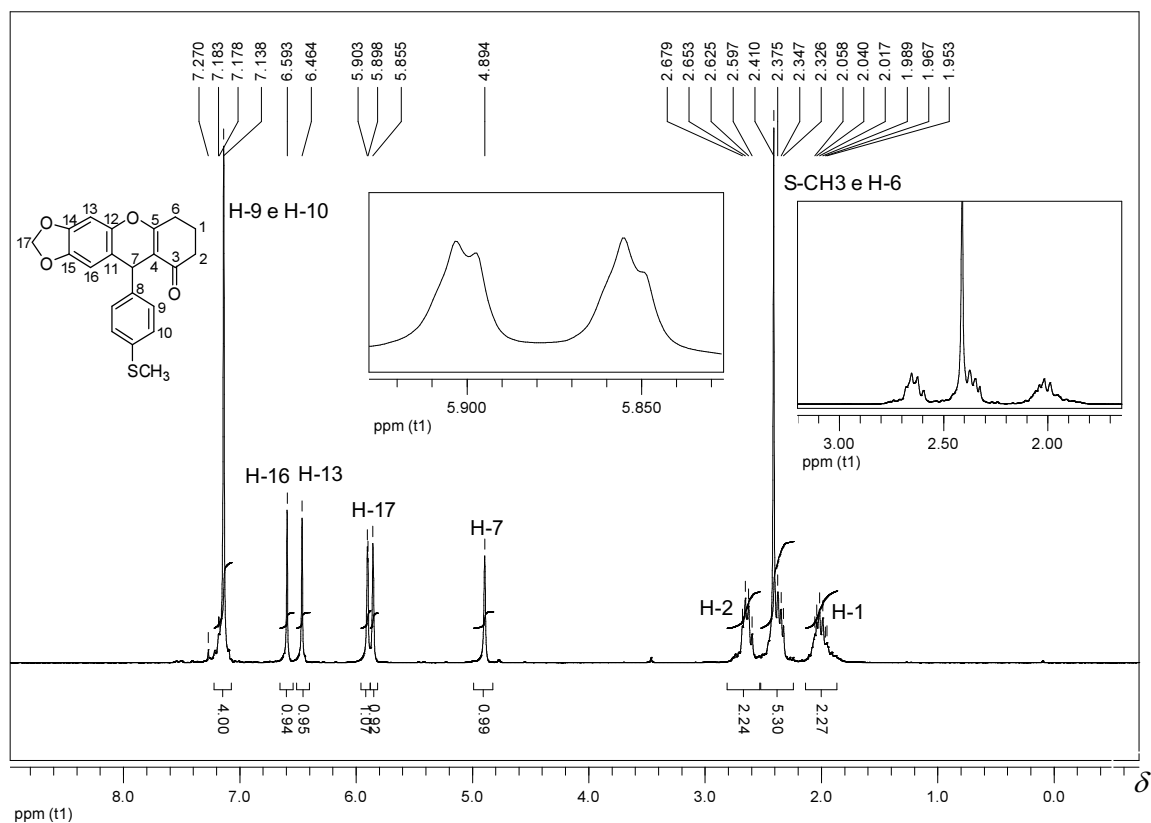 7.270 7.183 7.178 7.138 6.593 6.464 5.903 5.898 5.855 4.894 2.679 2.653 2.625 2.597 2.410 2.375 2.347 2.326 2.058 2.040 2.017 1.989 1.967 1.953
S-CH3 e H-6
H-9 e H-10
13 6
O 14 12 O 5 1
17
O 15 11 7 4 3 2
16
8 O
9
10
SCH3
5.900 5.850
ppm (t1)
3.00 2.50 2.00
ppm (t1)
H-16 H-13
H-17
H-7
H-2 H-1
4.00 0.94 0.95 1.07 0.92 0.99 2.24 5.30 2.27
8.0 7.0 6.0 5.0 4.0 3.0 2.0 1.0 0.0 δ
ppm (t1)